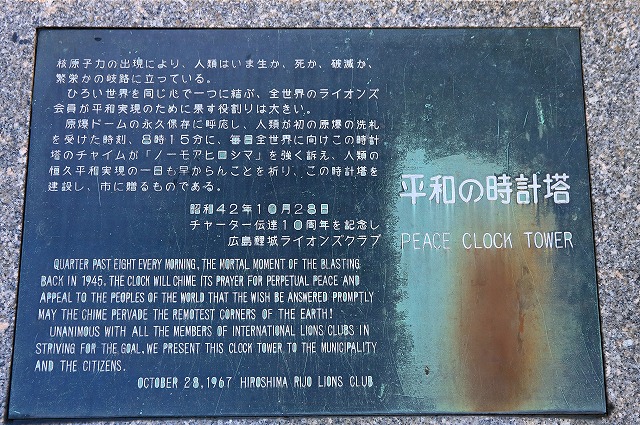 核原子力の出現により、人類はいま生か、死か、破滅か、
繁栄かの岐路に立っている。
ひろい世界を同じ心で一つに結ぶ、全世界のライオンズ
会員が平和実現のために果す役割りは大きい。
原爆ドームの永久保存に呼応し、人類が初の原爆の洗礼
を受けた時刻、8時15分に、毎日全世界に向けこの時計
塔のチャイムが「ノーモアヒロシマ」を強く訴え、人類の
恒久平和実現の一日も早からんことを祈り、この時計塔を
建設し、市に贈るものである。
昭和42年10月28日
チャーター伝達10周年を記念し
広島鯉城ライオンズクラブ
QUARTER PAST EIGHT EVERY MORNING, THE MORTAL MOMENT OF THE BLASTING
BACK IN 1945. THE CLOCK WILL CHIME ITS PRAYER FOR PERPETUAL PEACE AND
APPEAL TO THE PEOPLES OF THE WORLD THAT THE WISH BE ANSWERED PROMPTLY
MAY THE CHIME PERVADE THE REMOTEST CORNERS OF THE EARTH!
UNANIMOUS WITH ALL THE MEMBERS OF INTERNATIONAL LIONS CLUBS IN
STRIVING FOR THE GOAL, WE PRESENT THIS CLOCK TOWER TO THE MUNICIPALITY
AND THE CITIZENS.
OCTOBER 28, 1967 HIROSHIMA RIJO LIONS CLUB
平和の時計塔
PEACE CLOCK TOWER